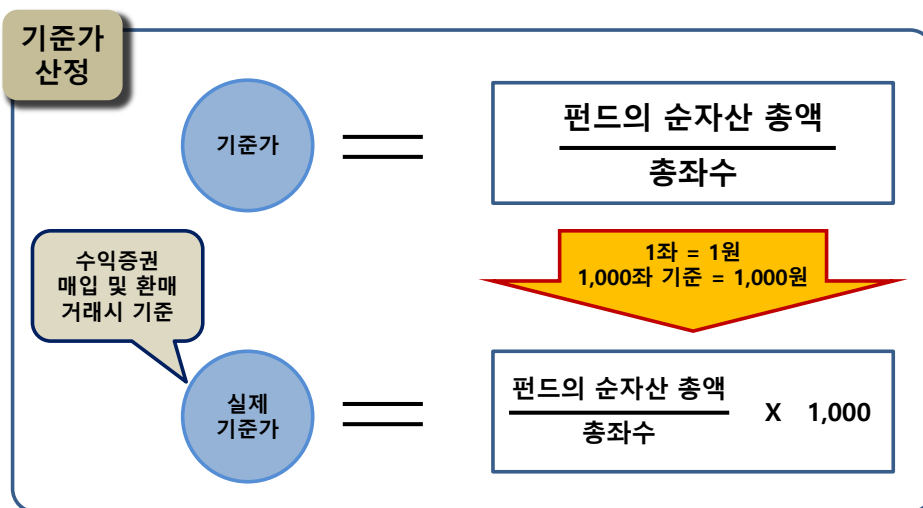 기준가
산정
기준가
펀드의 순자산 총액
총좌수
수익증권
매입 및 환매
거래시 기준
1좌 = 1원
1,000좌 기준 = 1,000원
실제
기준가
펀드의 순자산 총액
총좌수
X 1,000